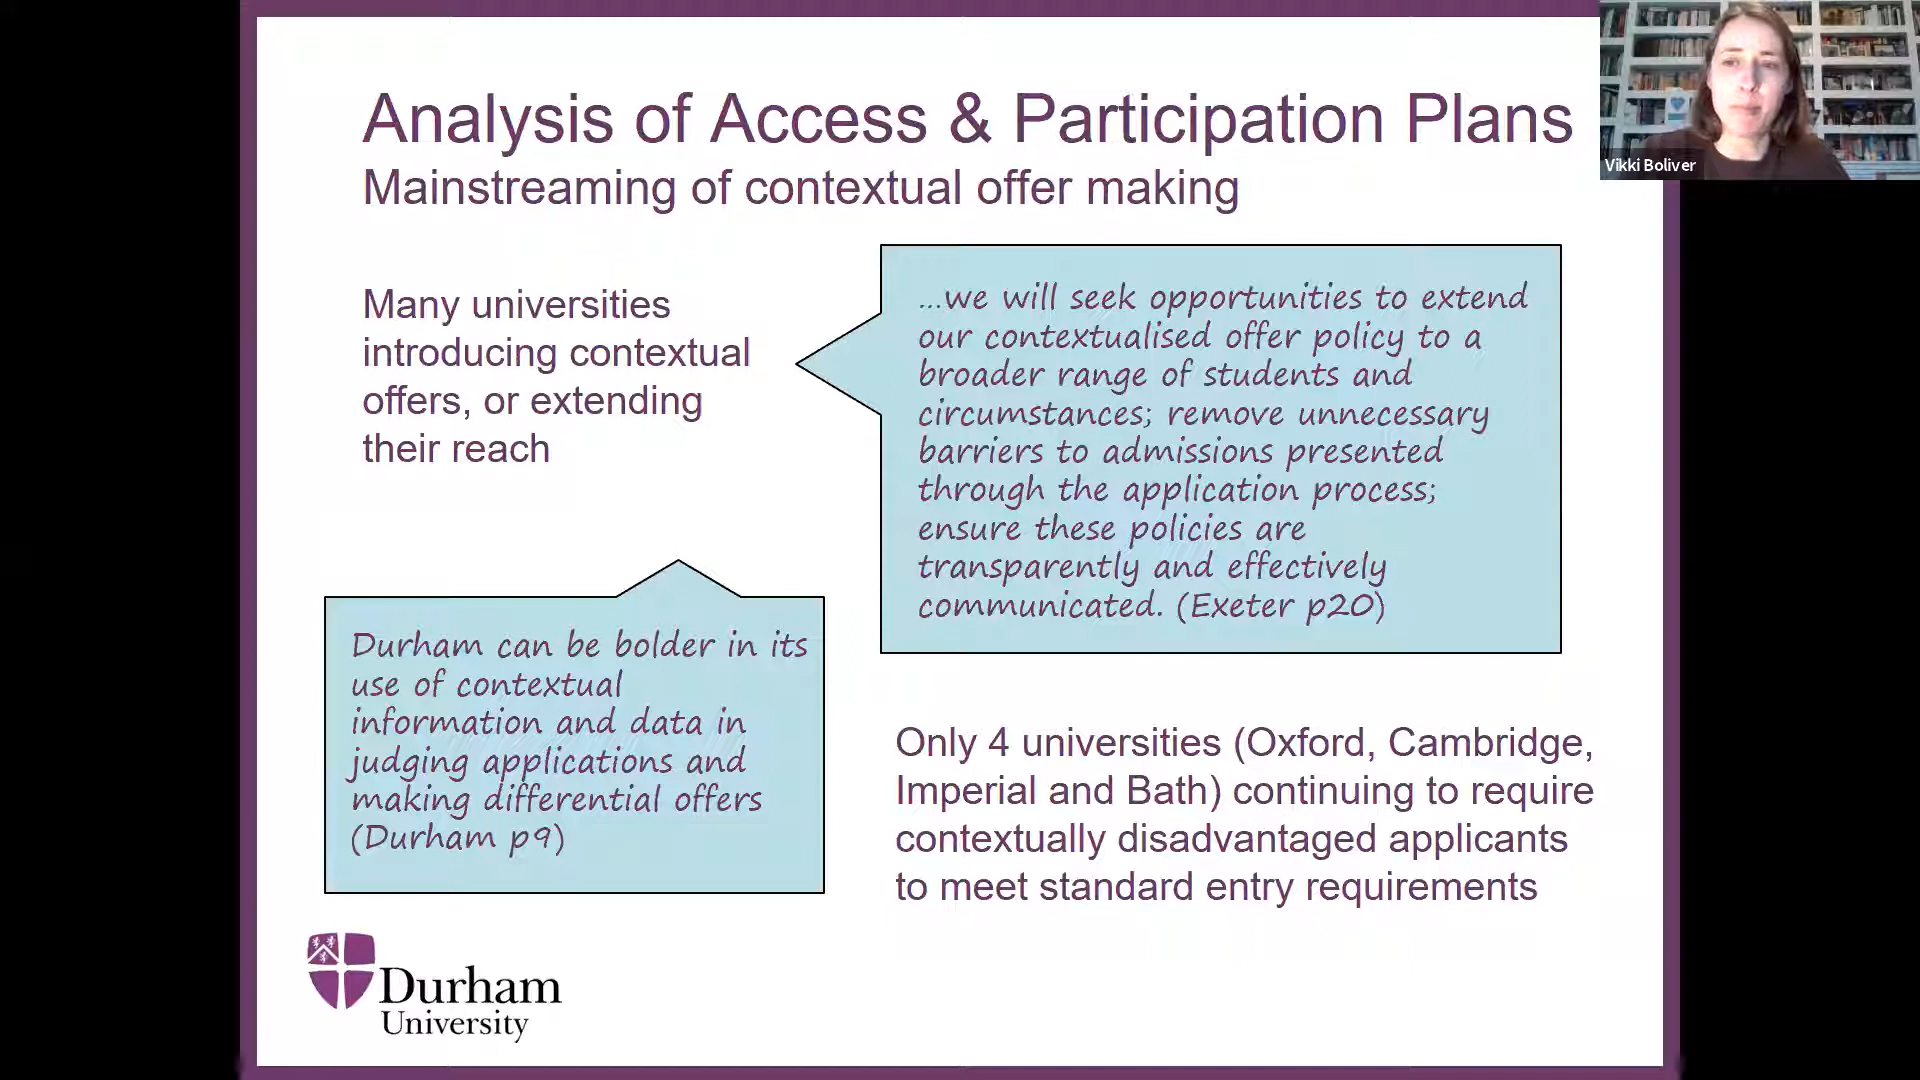 Analysis of Access & Participation Plans
Mainstreaming of contextual offer making
Vikki Boliver
Many universities
introducing contextual
offers, or extending
their reach
...we will seek opportunities to extend
our contextualised offer policy to a
broader range of students and
circumstances; remove unnecessary
barriers to admissions presented
through the application process;
ensure these policies are
transparently and effectively
communicated. (Exeter p20)
Durham can be bolder in its
use of contextual
information and data in
judging applications and
making differential offers
(Durham p9)
Only 4 universities (Oxford, Cambridge,
Imperial and Bath) continuing to require
contextually disadvantaged applicants
to meet standard entry requirements
Durham
University